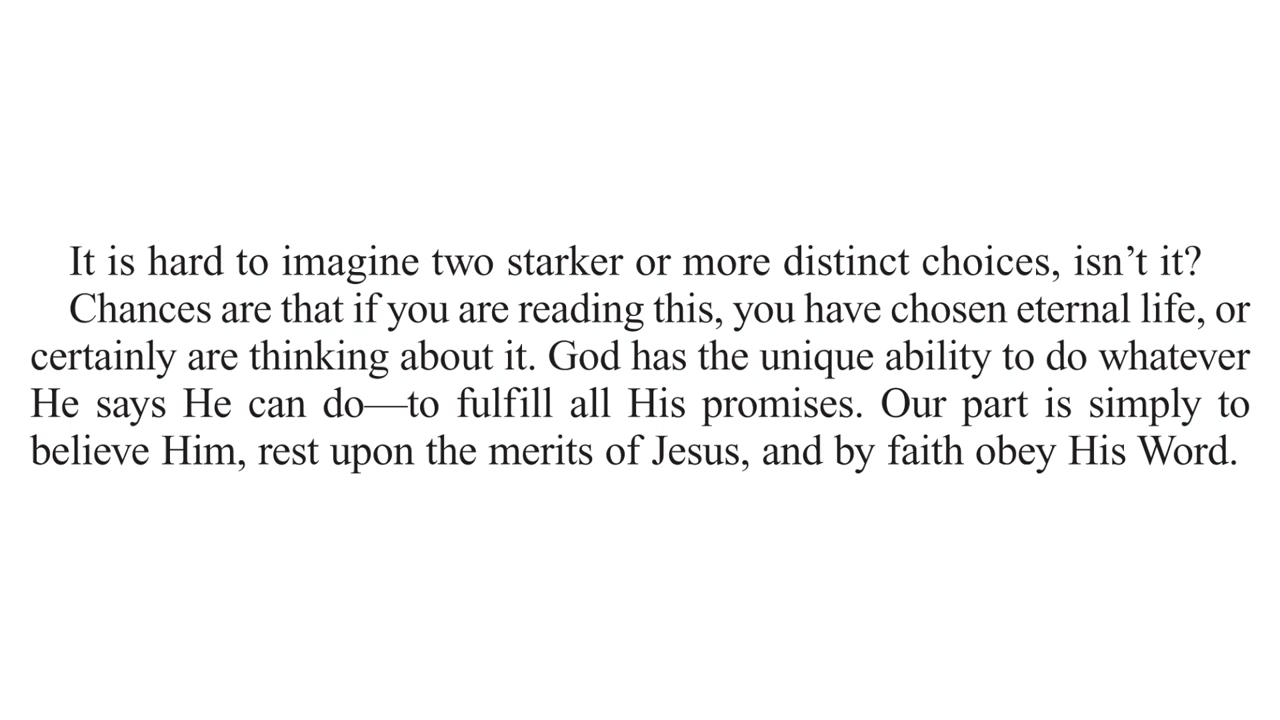 It is hard to imagine two starker or more distinct choices, isn’t it?
Chances are that if you are reading this, you have chosen eternal life, or
certainly are thinking about it. God has the unique ability to do whatever
He says He can do—to fulfill all His promises. Our part is simply to
believe Him, rest upon the merits of Jesus, and by faith obey His Word.